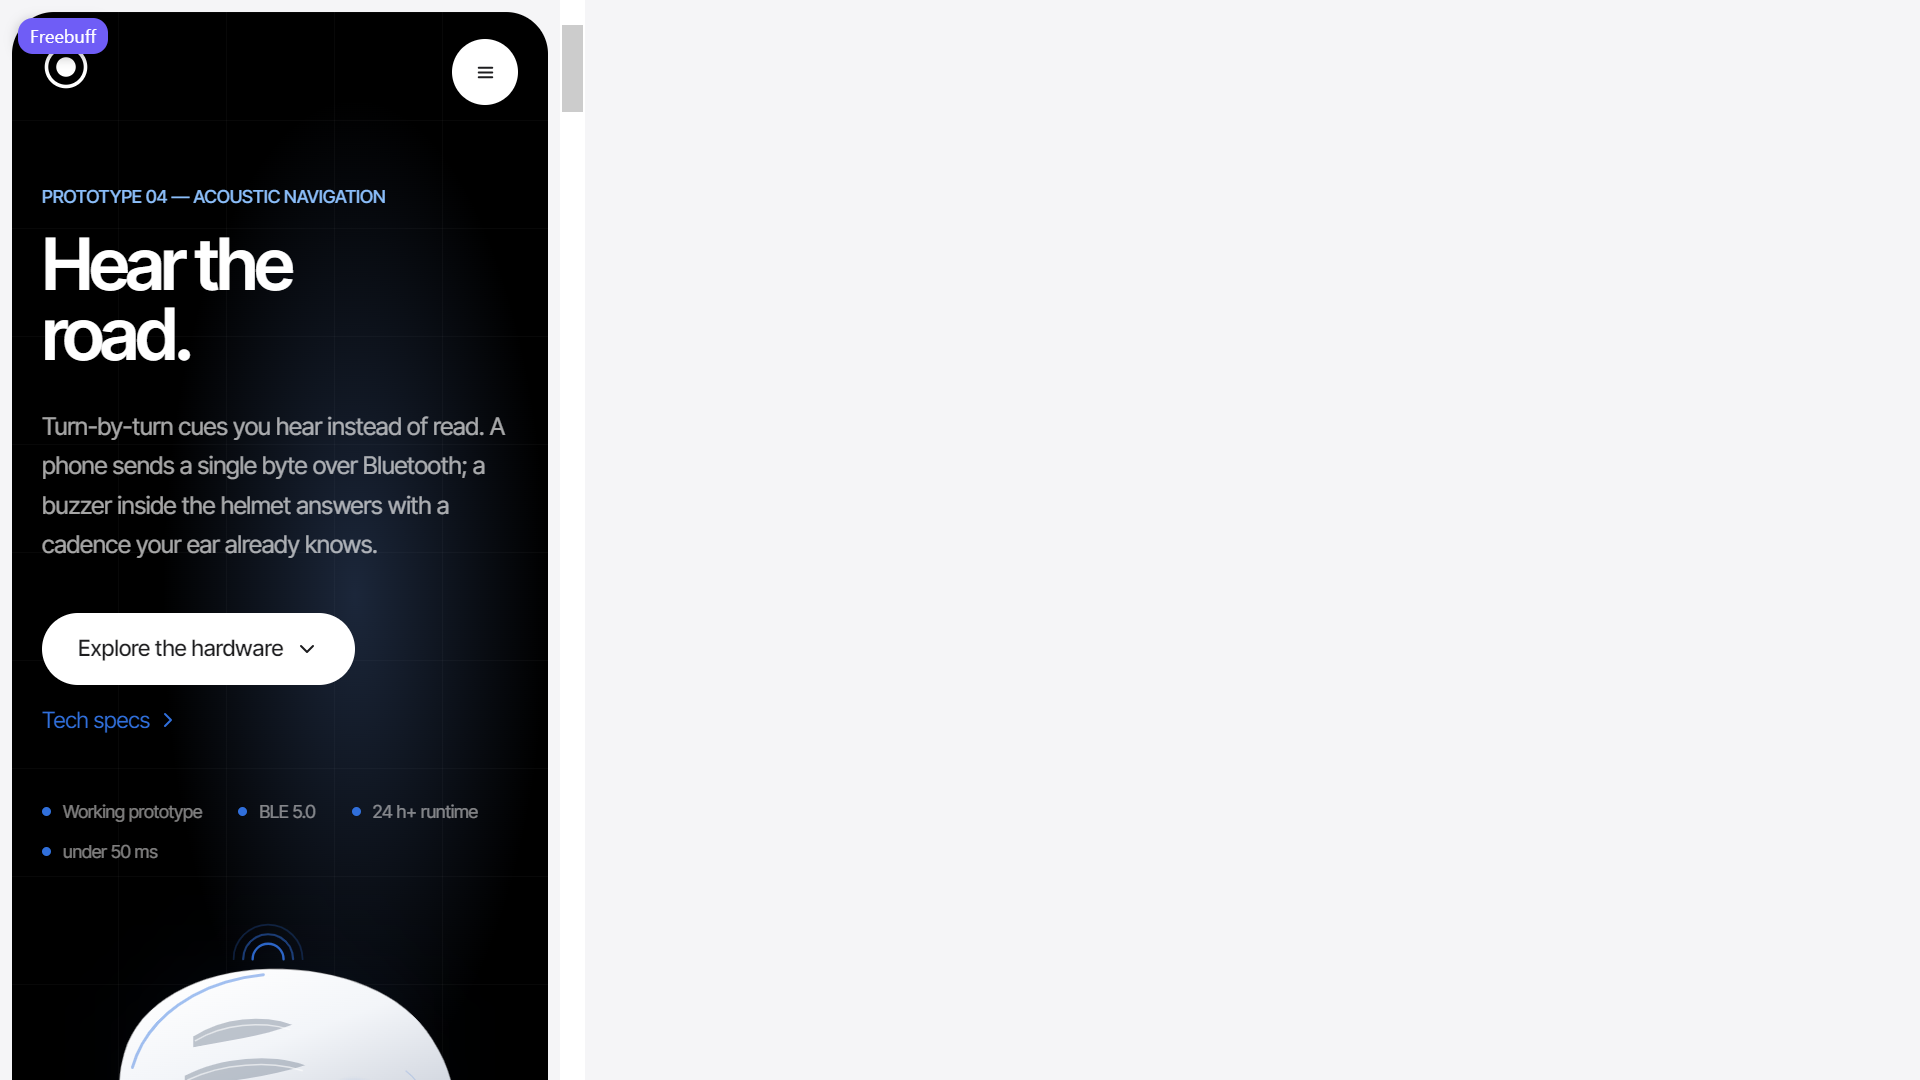 Freebuff
PROTOTYPE 04 — ACOUSTIC NAVIGATION
Hear the
road.
Turn-by-turn cues you hear instead of read. A
phone sends a single byte over Bluetooth; a
buzzer inside the helmet answers with a
cadence your ear already knows.
Explore the hardware
Tech specs
Working prototype
BLE 5.0
24 h+ runtime
under 50 ms